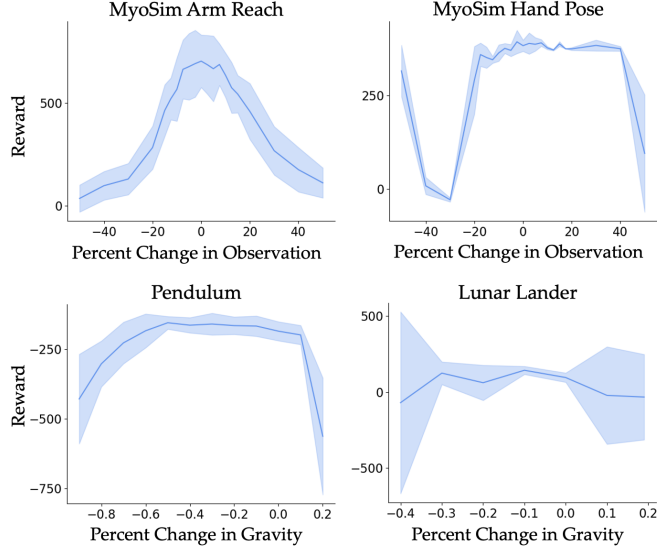 MyoSim Arm Reach
MyoSim Hand Pose
Reward
500
0
−40 −20 0 20 40
Percent Change in Observation
250
0
−40 −20 0 20 40
Percent Change in Observation
Pendulum
Lunar Lander
Reward
−250
−500
−750
−0.8 −0.6 −0.4 −0.2 0.0 0.2
Percent Change in Gravity
500
0
−500
−0.4 −0.3 −0.2 −0.1 0.0 0.1 0.2
Percent Change in Gravity